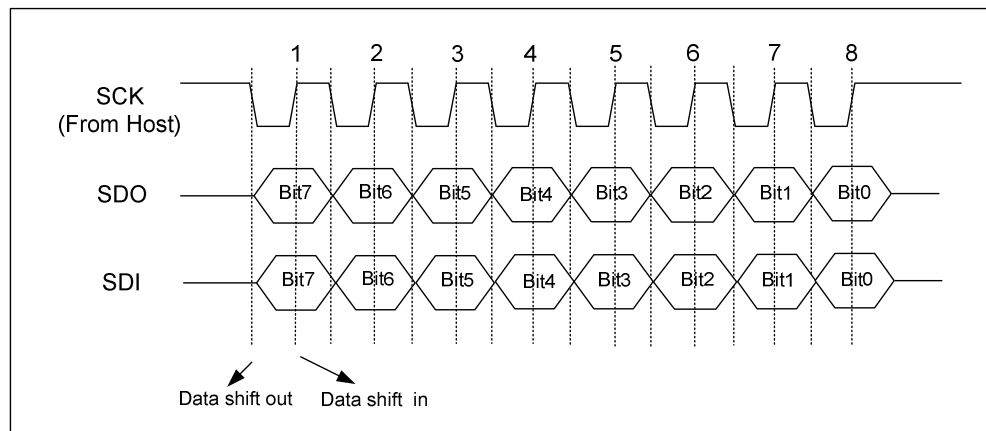 1 2 3 4 5 6 7 8
SCK
(From Host)
SDO Bit7 Bit6 Bit5 Bit4 Bit3 Bit2 Bit1 Bit0
SDI Bit7 Bit6 Bit5 Bit4 Bit3 Bit2 Bit1 Bit0
Data shift out Data shift in